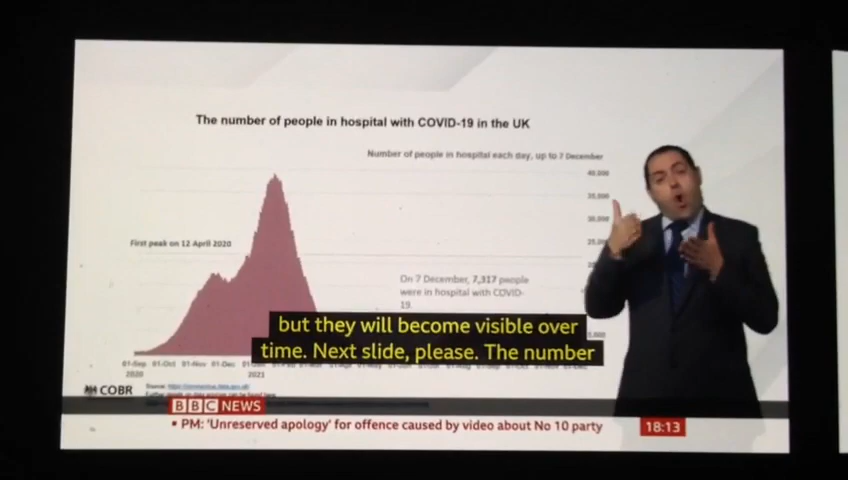 The number of people in hospital with COVID-19 in the UK
Number of people in hospital each day, up to 7 December
40,000
35,000
30,000
25,0
First peak on 12 April 2020
On 7 December, 7,317 people
were in hospital with COVID-
19.
but they will become visible over
time. Next slide, please. The number
5,000
01-Sep 01-Oct 01-Nov 01-Dec
2020 2021
COBR
BBC NEWS
▪ PM: 'Unreserved apology' for offence caused by video about No 10 party 18:13